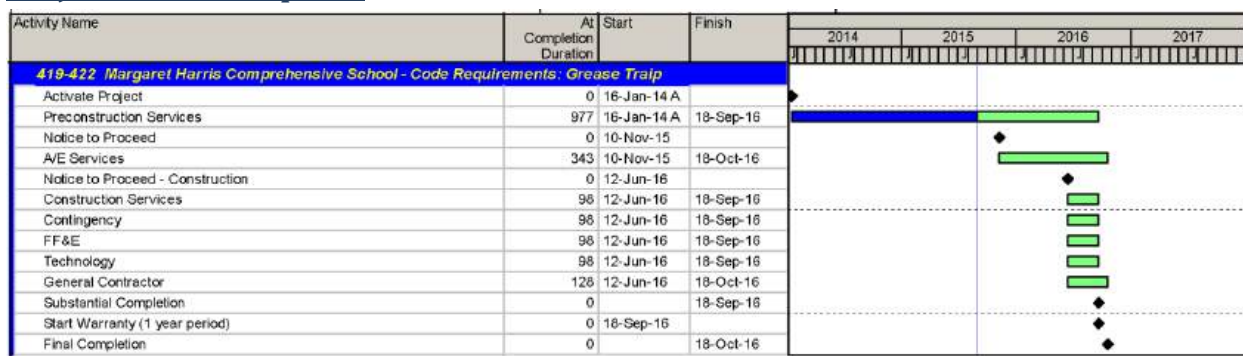 Activity Name At Start Finish
Completion
Duration
2014 2015 2016 2017
J J J J J J J J
419-422 Margaret Harris Comprehensive School - Code Requirements: Grease Traip
Activate Project 0 16-Jan-14 A
Preconstruction Services 977 16-Jan-14 A 18-Sep-16
Notice to Proceed 0 10-Nov-15
A/E Services 343 10-Nov-15 18-Oct-16
Notice to Proceed - Construction 0 12-Jun-16
Construction Services 98 12-Jun-16 18-Sep-16
Contingency 98 12-Jun-16 18-Sep-16
FF&E 98 12-Jun-16 18-Sep-16
Technology 98 12-Jun-16 18-Sep-16
General Contractor 128 12-Jun-16 18-Oct-16
Substantial Completion 0 18-Sep-16
Start Warranty (1 year period) 0 18-Sep-16
Final Completion 0 18-Oct-16